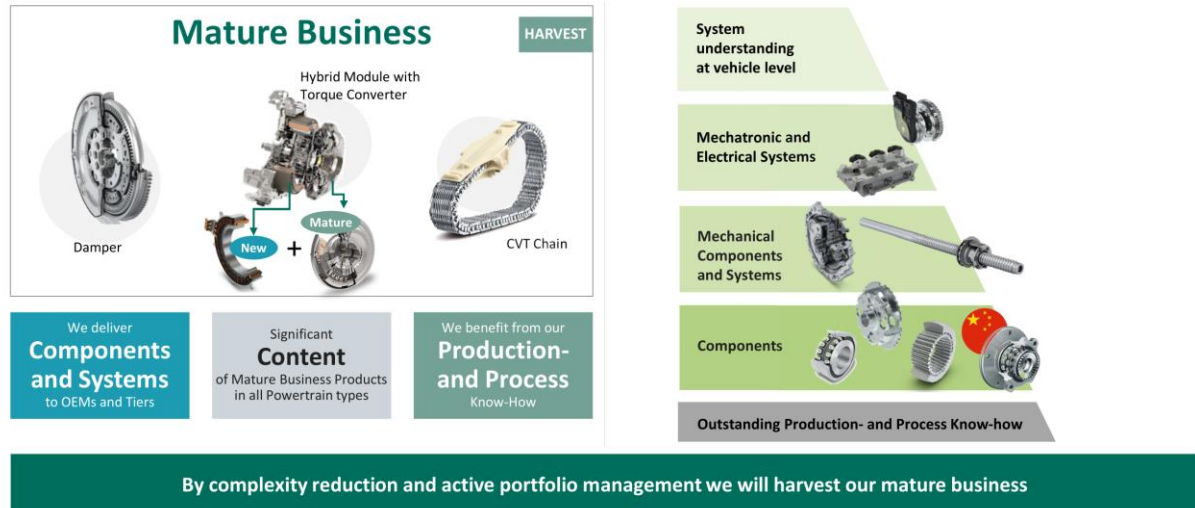 Mature Business
HARVEST
Hybrid Module with
Torque Converter
Damper
New
+
Mature
CVT Chain
We deliver
Components
and Systems
to OEMs and Tiers
Significant
Content
of Mature Business Products
in all Powertrain types
We benefit from our
Production-
and Process
Know-How
System
understanding
at vehicle level
Mechatronic and
Electrical Systems
Mechanical
Components
and Systems
Components
Outstanding Production- and Process Know-how
By complexity reduction and active portfolio management we will harvest our mature business